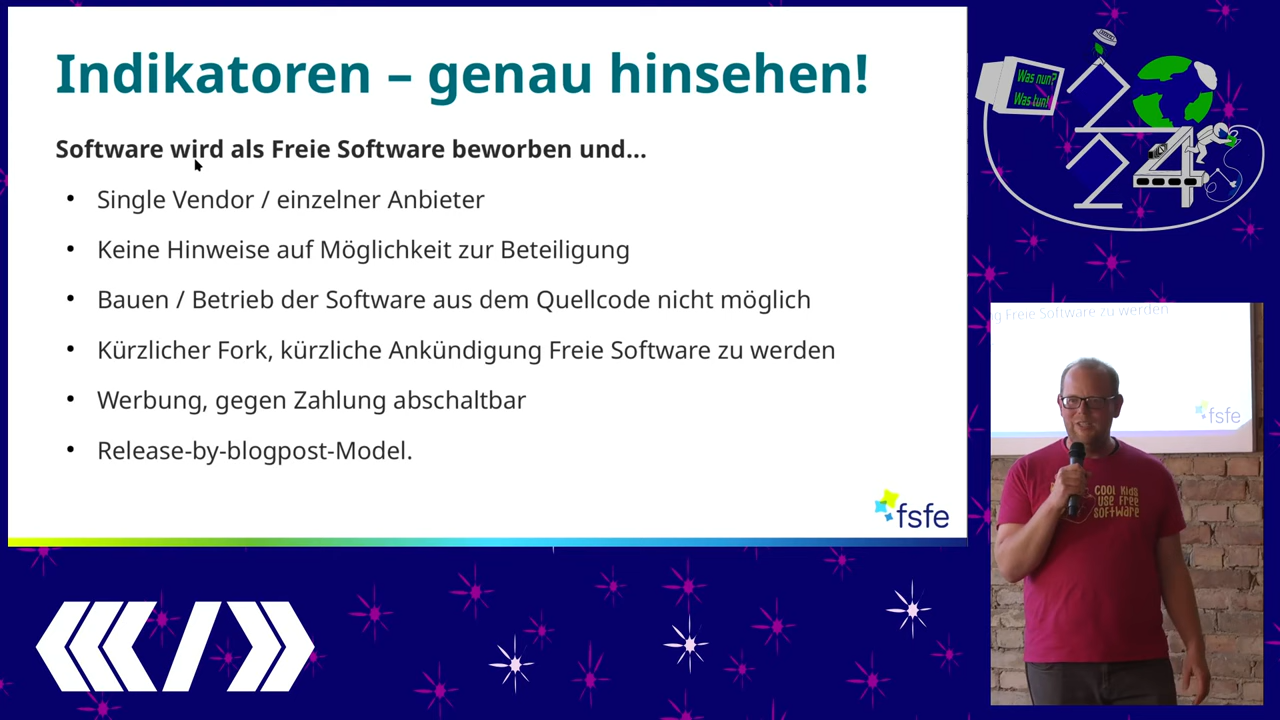 Indikatoren – genau hinsehen!
Software wird als Freie Software beworben und...
• Single Vendor / einzelner Anbieter
• Keine Hinweise auf Möglichkeit zur Beteiligung
• Bauen / Betrieb der Software aus dem Quellcode nicht möglich
• Kürzlicher Fork, kürzliche Ankündigung Freie Software zu werden
• Werbung, gegen Zahlung abschaltbar
• Release-by-blogpost-Model.
fsfe
Was nun?
Was tun!
2
24
g Freie Software zu werden
fsfe
COOL KIDS
USE FREE
SOFTWARE